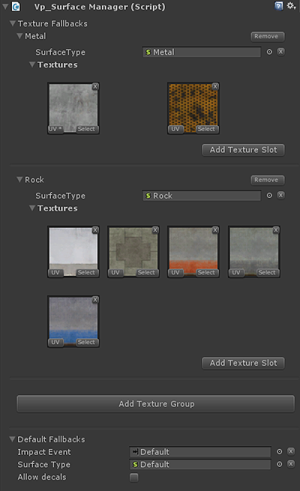 Vp_Surface Manager (Script)
Texture Fallbacks
Metal Remove
SurfaceType Metal
Textures
X X
UV * Select UV Select
Add Texture Slot
Rock Remove
SurfaceType Rock
Textures
X X X X
UV Select UV Select UV Select UV Select
X
UV Select
Add Texture Slot
Add Texture Group
Default Fallbacks
Impact Event Default
Surface Type Default
Allow decals